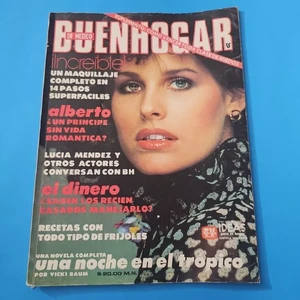 BUENHOGAR
DE MEXICO
¡increíble!
UN MAQUILLAJE
COMPLETO EN
14 PASOS
SUPERFACILES
alberto
¿UN PRINCIPE
SIN VIDA
ROMANTICA?
LUCIA MENDEZ Y
OTROS ACTORES
CONVERSAN CON BH
el dinero
¿SABEN LOS RECIEN
CASADOS MANEJARLO?
RECETAS CON
TODO TIPO DE FRIJOLES
UNA NOVELA COMPLETA
una noche en el trópico
POR VICKI BAUM
$20.00 M.N.